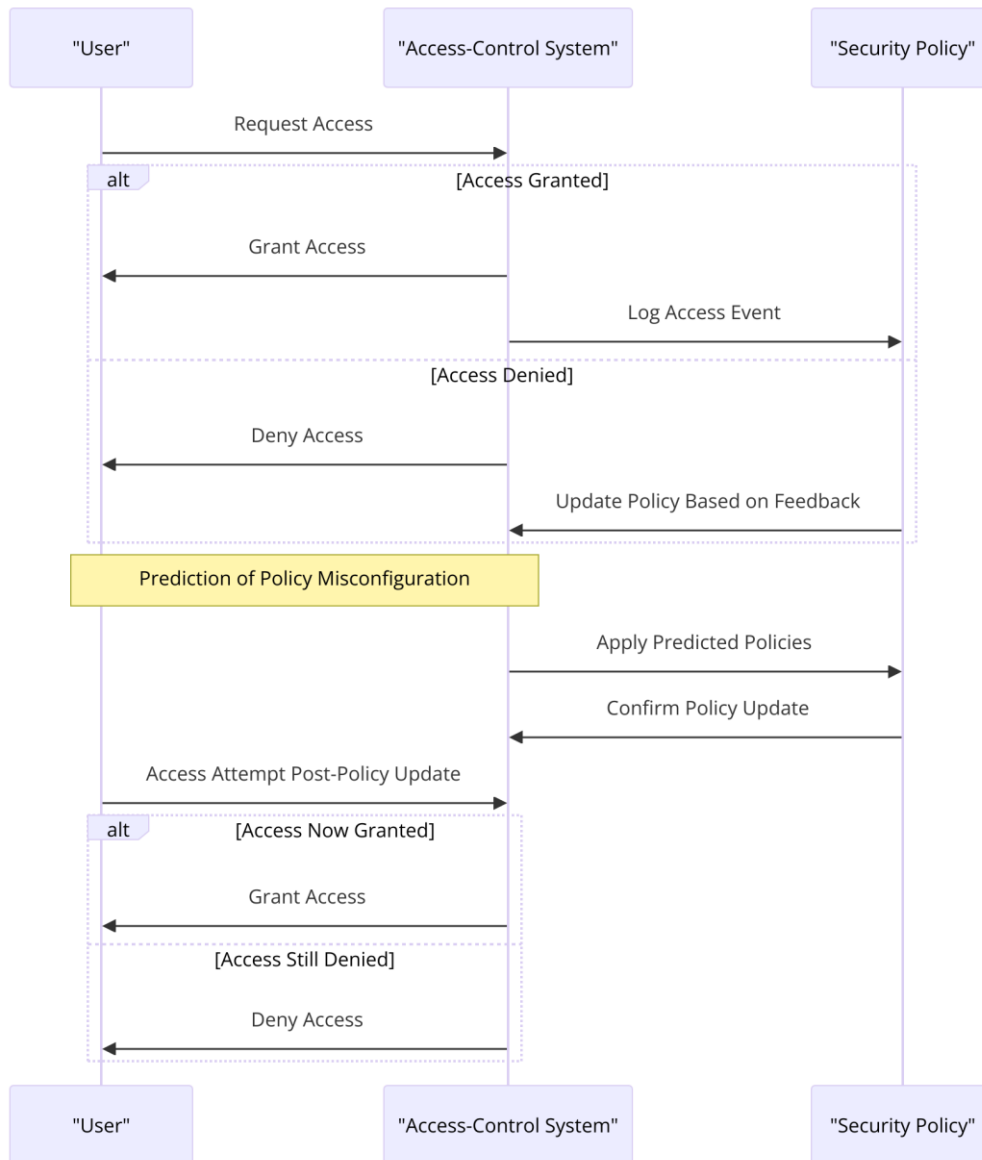 "User" "Access-Control System" "Security Policy"
Request Access
alt [Access Granted]
Grant Access
Log Access Event
[Access Denied]
Deny Access
Update Policy Based on Feedback
Prediction of Policy Misconfiguration
Apply Predicted Policies
Confirm Policy Update
Access Attempt Post-Policy Update
alt [Access Now Granted]
Grant Access
[Access Still Denied]
Deny Access
"User" "Access-Control System" "Security Policy"